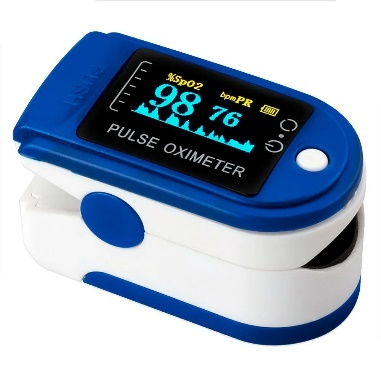 %SpO2 bpmPR
98 76
PULSE OXIMETER